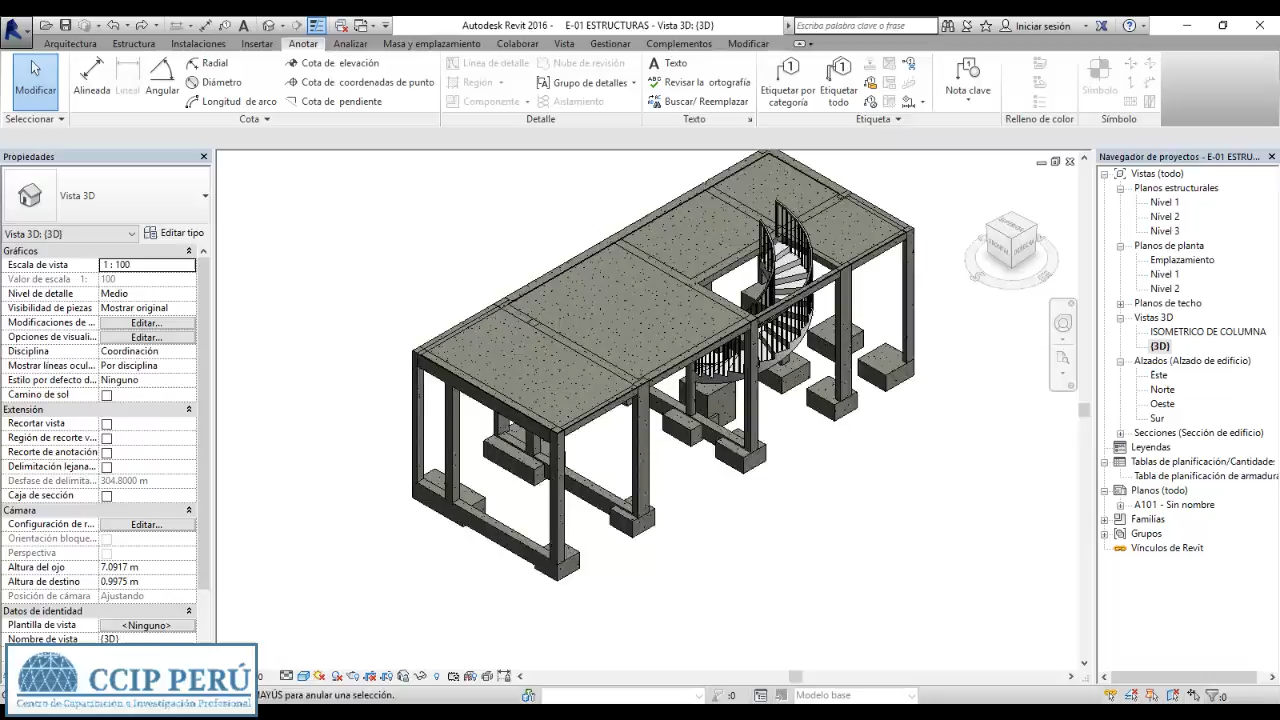 Autodesk Revit 2016 - E-01 ESTRUCTURAS - Vista 3D: {3D}
Escriba palabra clave o frase
Iniciar sesión
Arquitectura Estructura Instalaciones Insertar Anotar Analizar Masa y emplazamiento Colaborar Vista Gestionar Complementos Modificar
Modificar
Seleccionar
Alineada Lineal Angular
Radial
Diámetro
Longitud de arco
Cota de elevación
Cota de coordenadas de punto
Cota de pendiente
Cota
Línea de detalle
Región
Componente
Nube de revisión
Grupo de detalles
Aislamiento
Detalle
Texto
Revisar la ortografía
Buscar/ Reemplazar
Texto
Etiquetar por categoría
Etiquetar todo
Etiqueta
Nota clave
Relleno de color
Símbolo
Símbolo
Propiedades
Vista 3D
Vista 3D: {3D}
Editar tipo
Gráficos
Escala de vista 1 : 100
Valor de escala 1: 100
Nivel de detalle Medio
Visibilidad de piezas Mostrar original
Modificaciones de ... Editar...
Opciones de visuali... Editar...
Disciplina Coordinación
Mostrar líneas ocul... Por disciplina
Estilo por defecto d... Ninguno
Camino de sol
Extensión
Recortar vista
Región de recorte v...
Recorte de anotación
Delimitación lejana...
Desfase de delimita... 304.8000 m
Caja de sección
Cámara
Configuración de r... Editar...
Orientación bloque...
Perspectiva
Altura del ojo 7.0917 m
Altura de destino 0.9975 m
Posición de cámara Ajustando
Datos de identidad
Plantilla de vista <Ninguno>
Nombre de vista {3D}
CCIP PERÚ
Centro de Capacitación e Investigación Profesional
MAYÚS para anular una selección.
:0
Modelo base
:0
Navegador de proyectos - E-01 ESTRU...
Vistas (todo)
Planos estructurales
Nivel 1
Nivel 2
Nivel 3
Planos de planta
Emplazamiento
Nivel 1
Nivel 2
Planos de techo
Vistas 3D
ISOMETRICO DE COLUMNA
{3D}
Alzados (Alzado de edificio)
Este
Norte
Oeste
Sur
Secciones (Sección de edificio)
Leyendas
Tablas de planificación/Cantidade:
Tabla de planificación de armadura
Planos (todo)
A101 - Sin nombre
Familias
Grupos
Vínculos de Revit